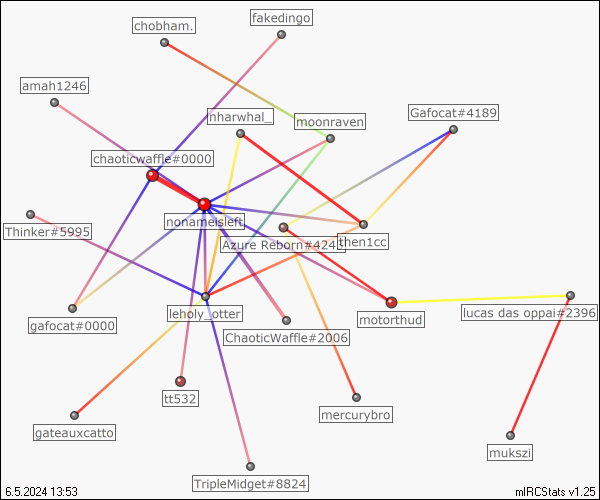 fakedingo
chobham.
amah1246
nharwhal_
moonraven
Gafocat#4189
chaoticwaffle#0000
Thinker#5995
nonameisleft
Azure Reborn#424
then1cc
gafocat#0000
leholy_otter
ChaoticWaffle#2006
motorthud
lucas das oppai#2396
tt532
mercurybro
gateauxcatto
mukszi
TripleMidget#8824
6.5.2024 13:53
mIRCStats v1.25